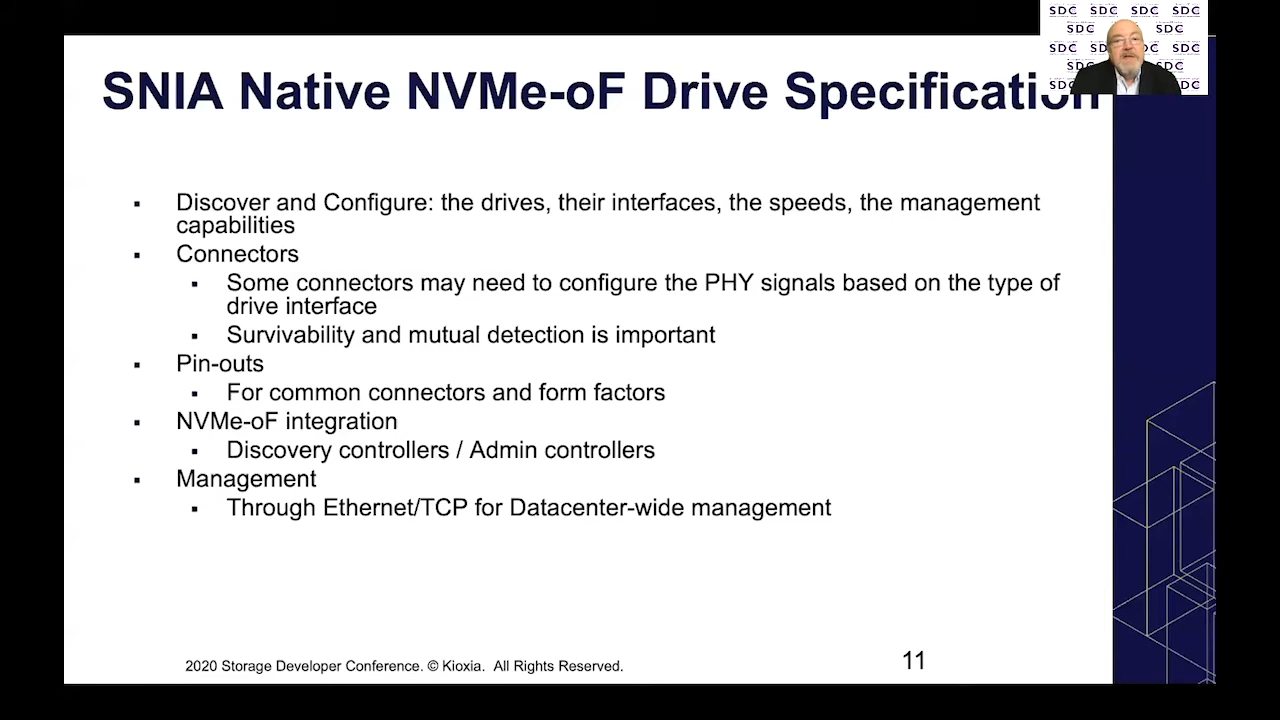 SDC SDC SDC SDC
SDC SDC
SDC SDC SDC
SDC
SDC SDC
SNIA Native NVMe-oF Drive Specification
▪ Discover and Configure: the drives, their interfaces, the speeds, the management
capabilities
▪ Connectors
▪ Some connectors may need to configure the PHY signals based on the type of
drive interface
▪ Survivability and mutual detection is important
▪ Pin-outs
▪ For common connectors and form factors
▪ NVMe-oF integration
▪ Discovery controllers / Admin controllers
▪ Management
▪ Through Ethernet/TCP for Datacenter-wide management
2020 Storage Developer Conference. © Kioxia. All Rights Reserved.
11